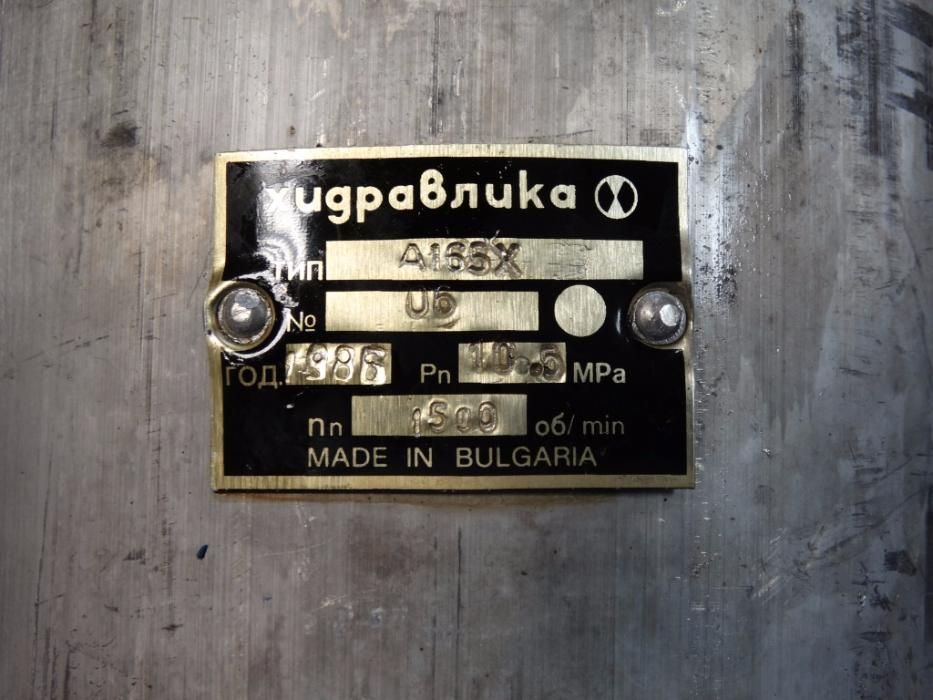 хидравлика
ТИП A165X
№ U6
ГОД. 1986 Pn 10..5 MPa
nn 1500 об/min
MADE IN BULGARIA